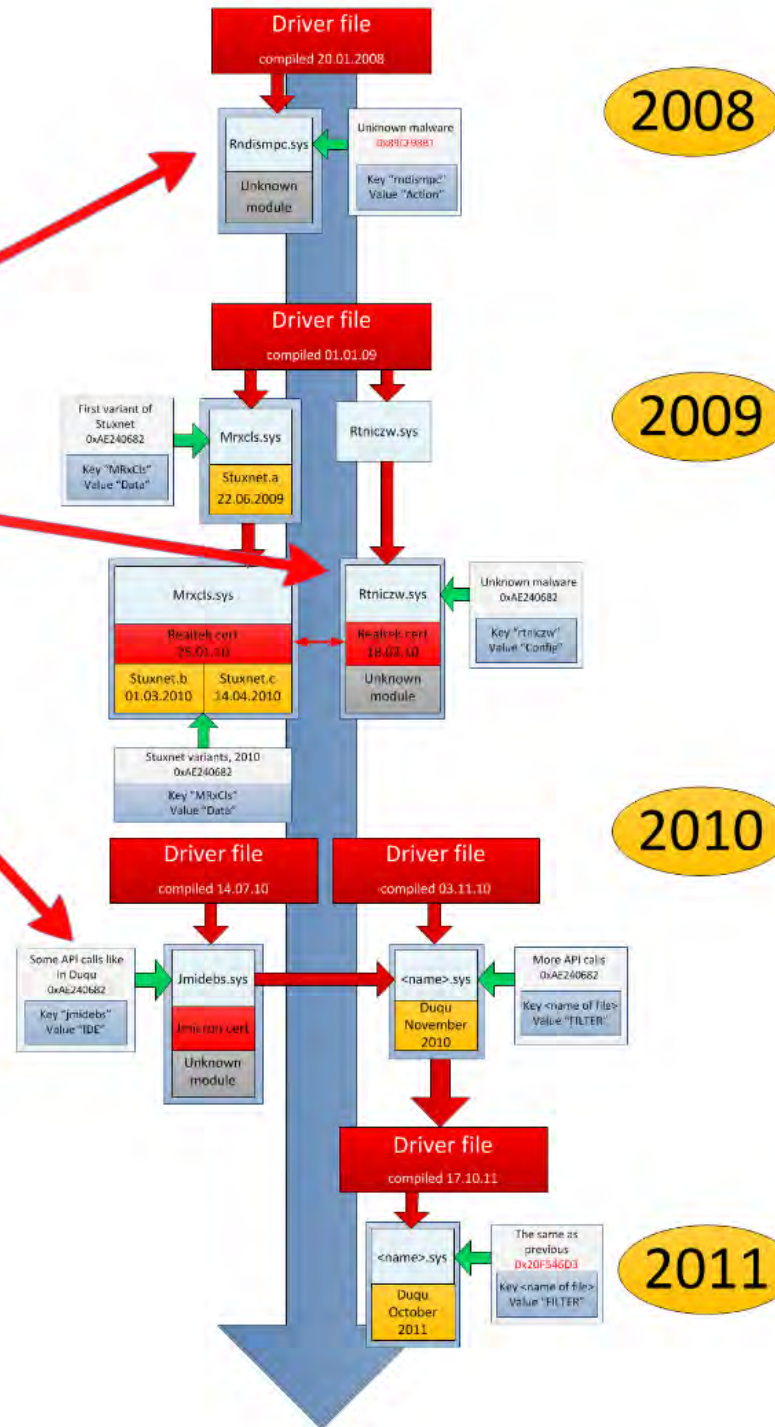 Driver file
compiled 20.01.2008
2008
Rndismpc.sys
Unknown
module
Unknown malware
Key "rndismpc"
Value "Action"
Driver file
compiled 01.01.09
2009
First variant of
Stuxnet
0xAE240682
Key "MRxCls"
Value "Data"
Mrxcls.sys
Stuxnet.a
22.06.2009
Rtniczw.sys
Mrxcls.sys
Realtek cert
25.01.10
Stuxnet.b
01.03.2010
Stuxnet.c
14.04.2010
Rtniczw.sys
Realtek cert
18.03.10
Unknown
module
Unknown malware
0xAE240682
Key "rtniczw"
Value "Config"
Stuxnet variants, 2010
0xAE240682
Key "MRxCls"
Value "Data"
2010
Driver file
compiled 14.07.10
Driver file
compiled 03.11.10
Some API calls like
in Duqu
0xAE240682
Key "jmidebs"
Value "IDE"
Jmidebs.sys
Jmicron cert
Unknown
module
<name>.sys
Duqu
November
2010
More API calls
0xAE240682
Key <name of file>
Value "FILTER"
Driver file
compiled 17.10.11
2011
<name>.sys
Duqu
October
2011
The same as
previous
0x20F546D3
Key <name of file>
Value "FILTER"